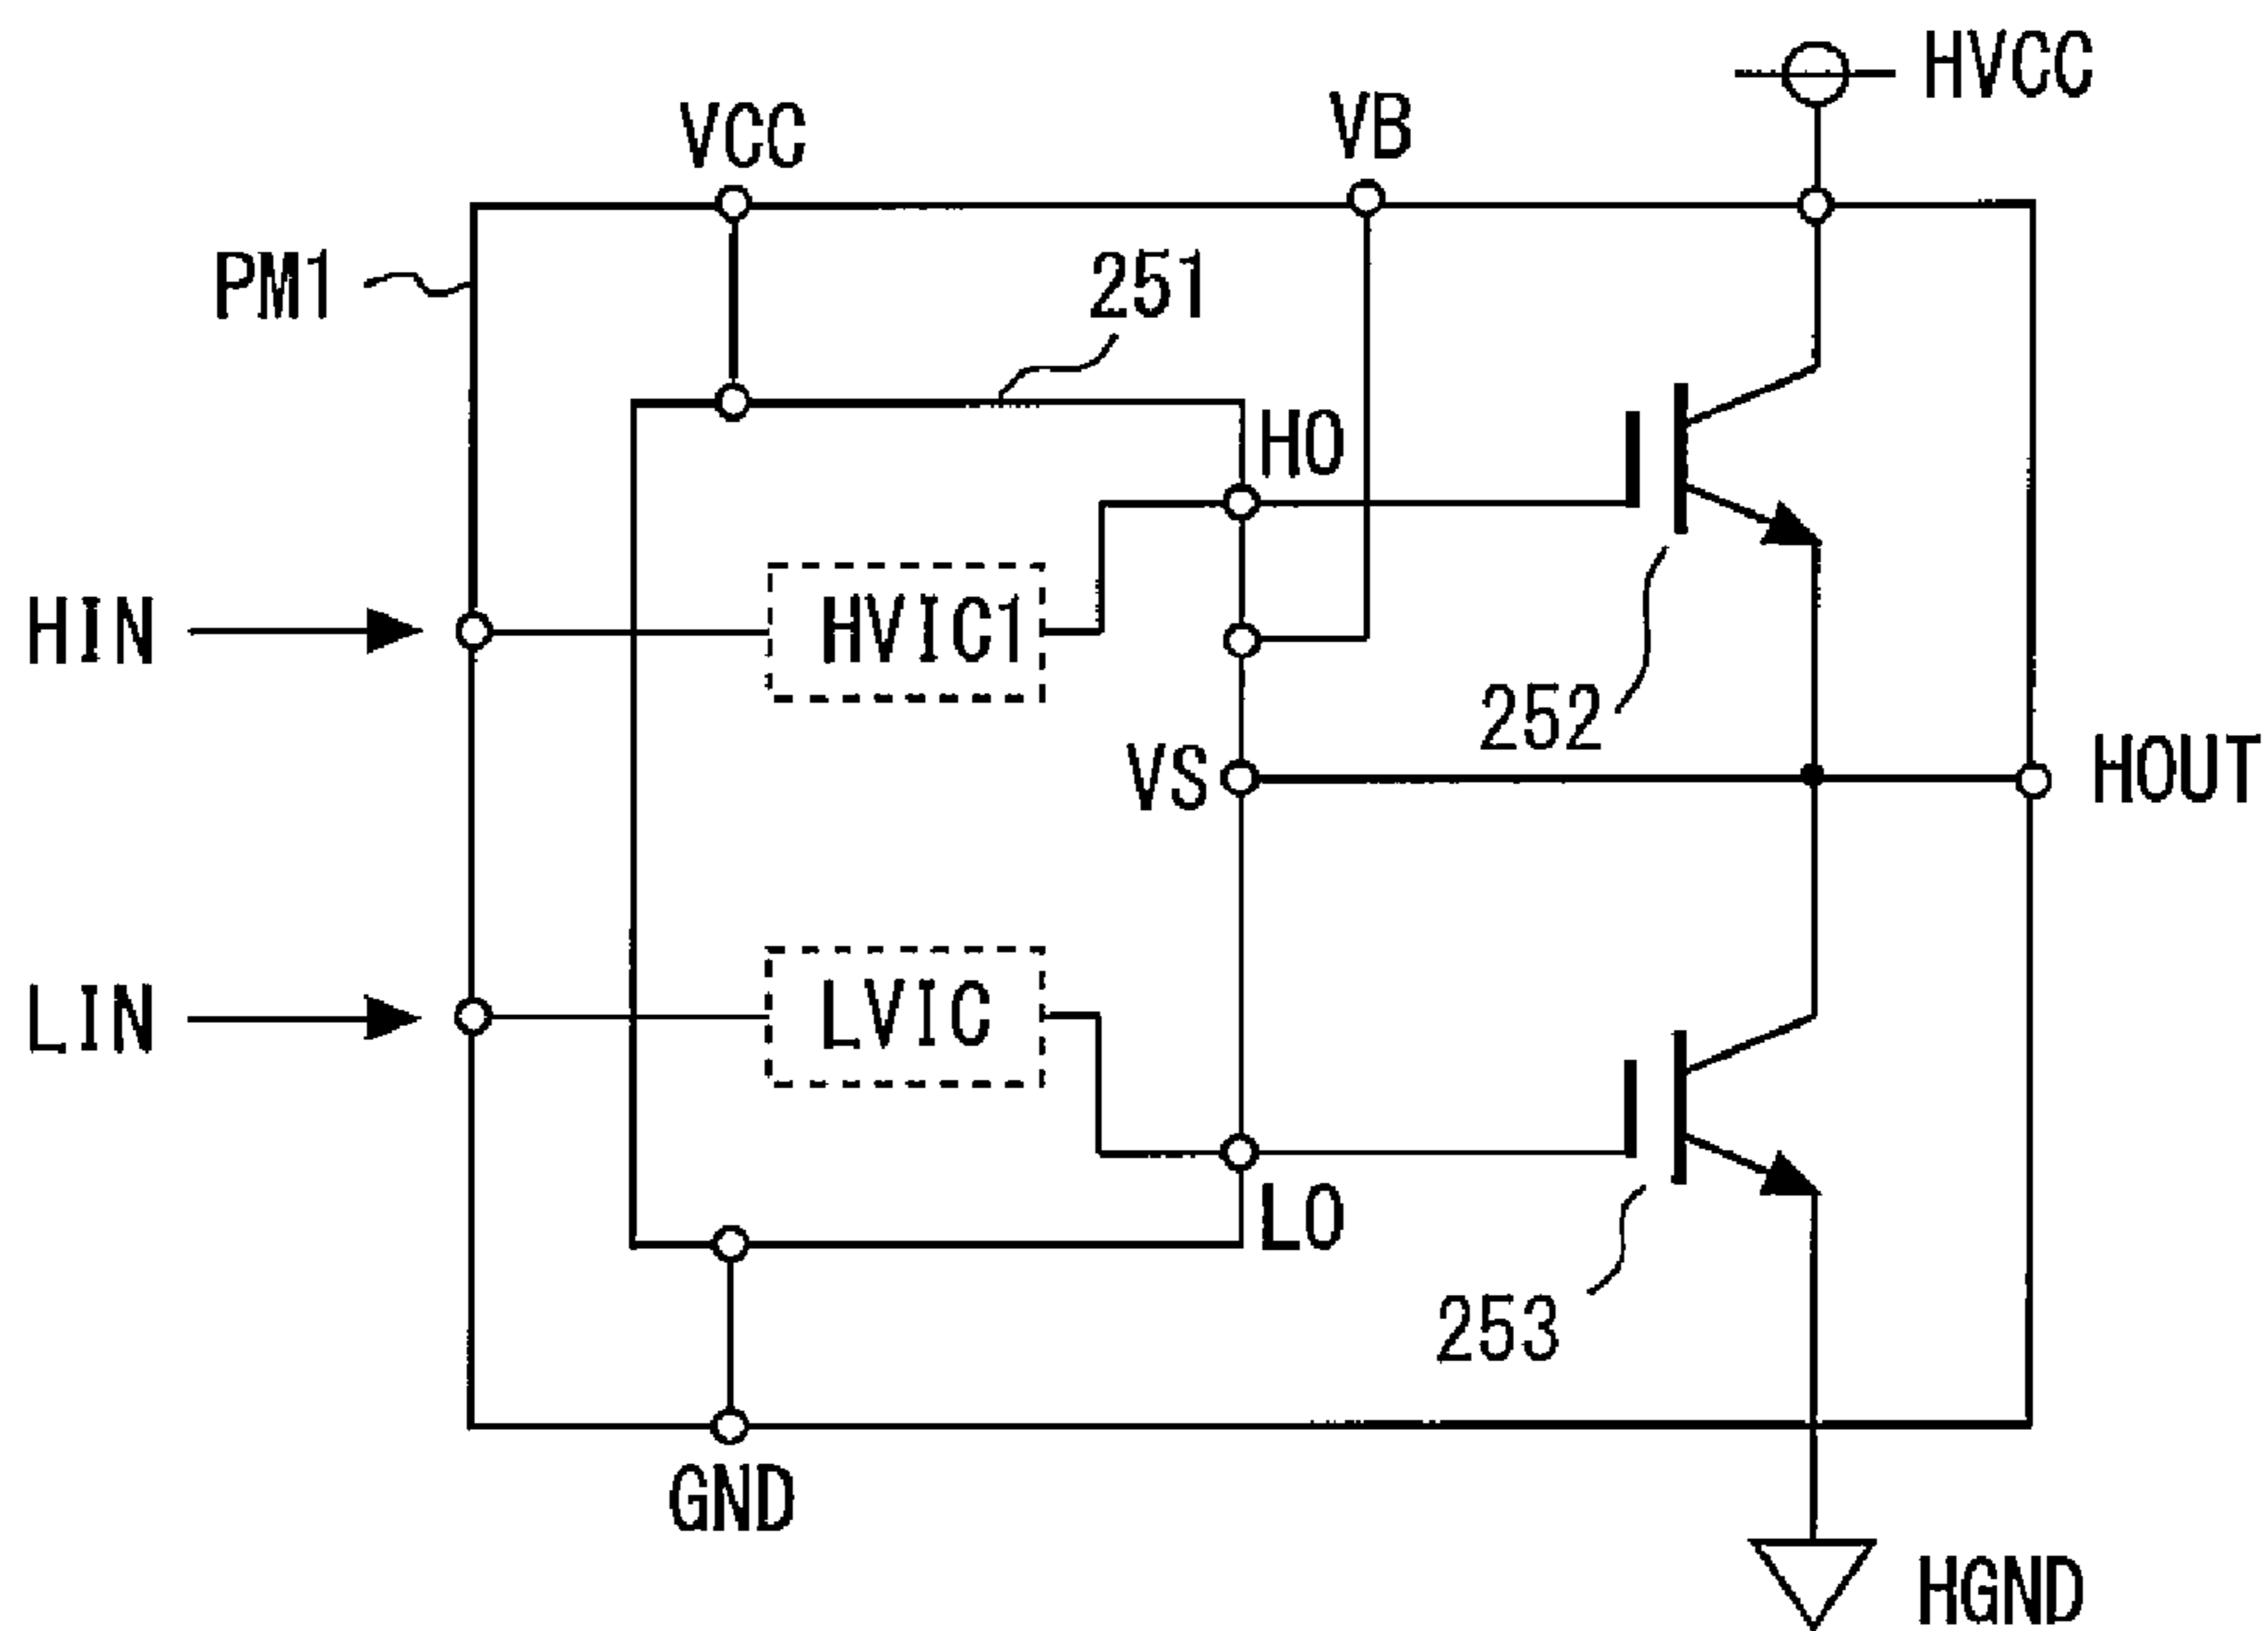 HVCC
VCC
VB
PM1
251
HO
HIN
HVIC1
252
VS
HOUT
LIN
LVIC
LO
253
GND
HGND